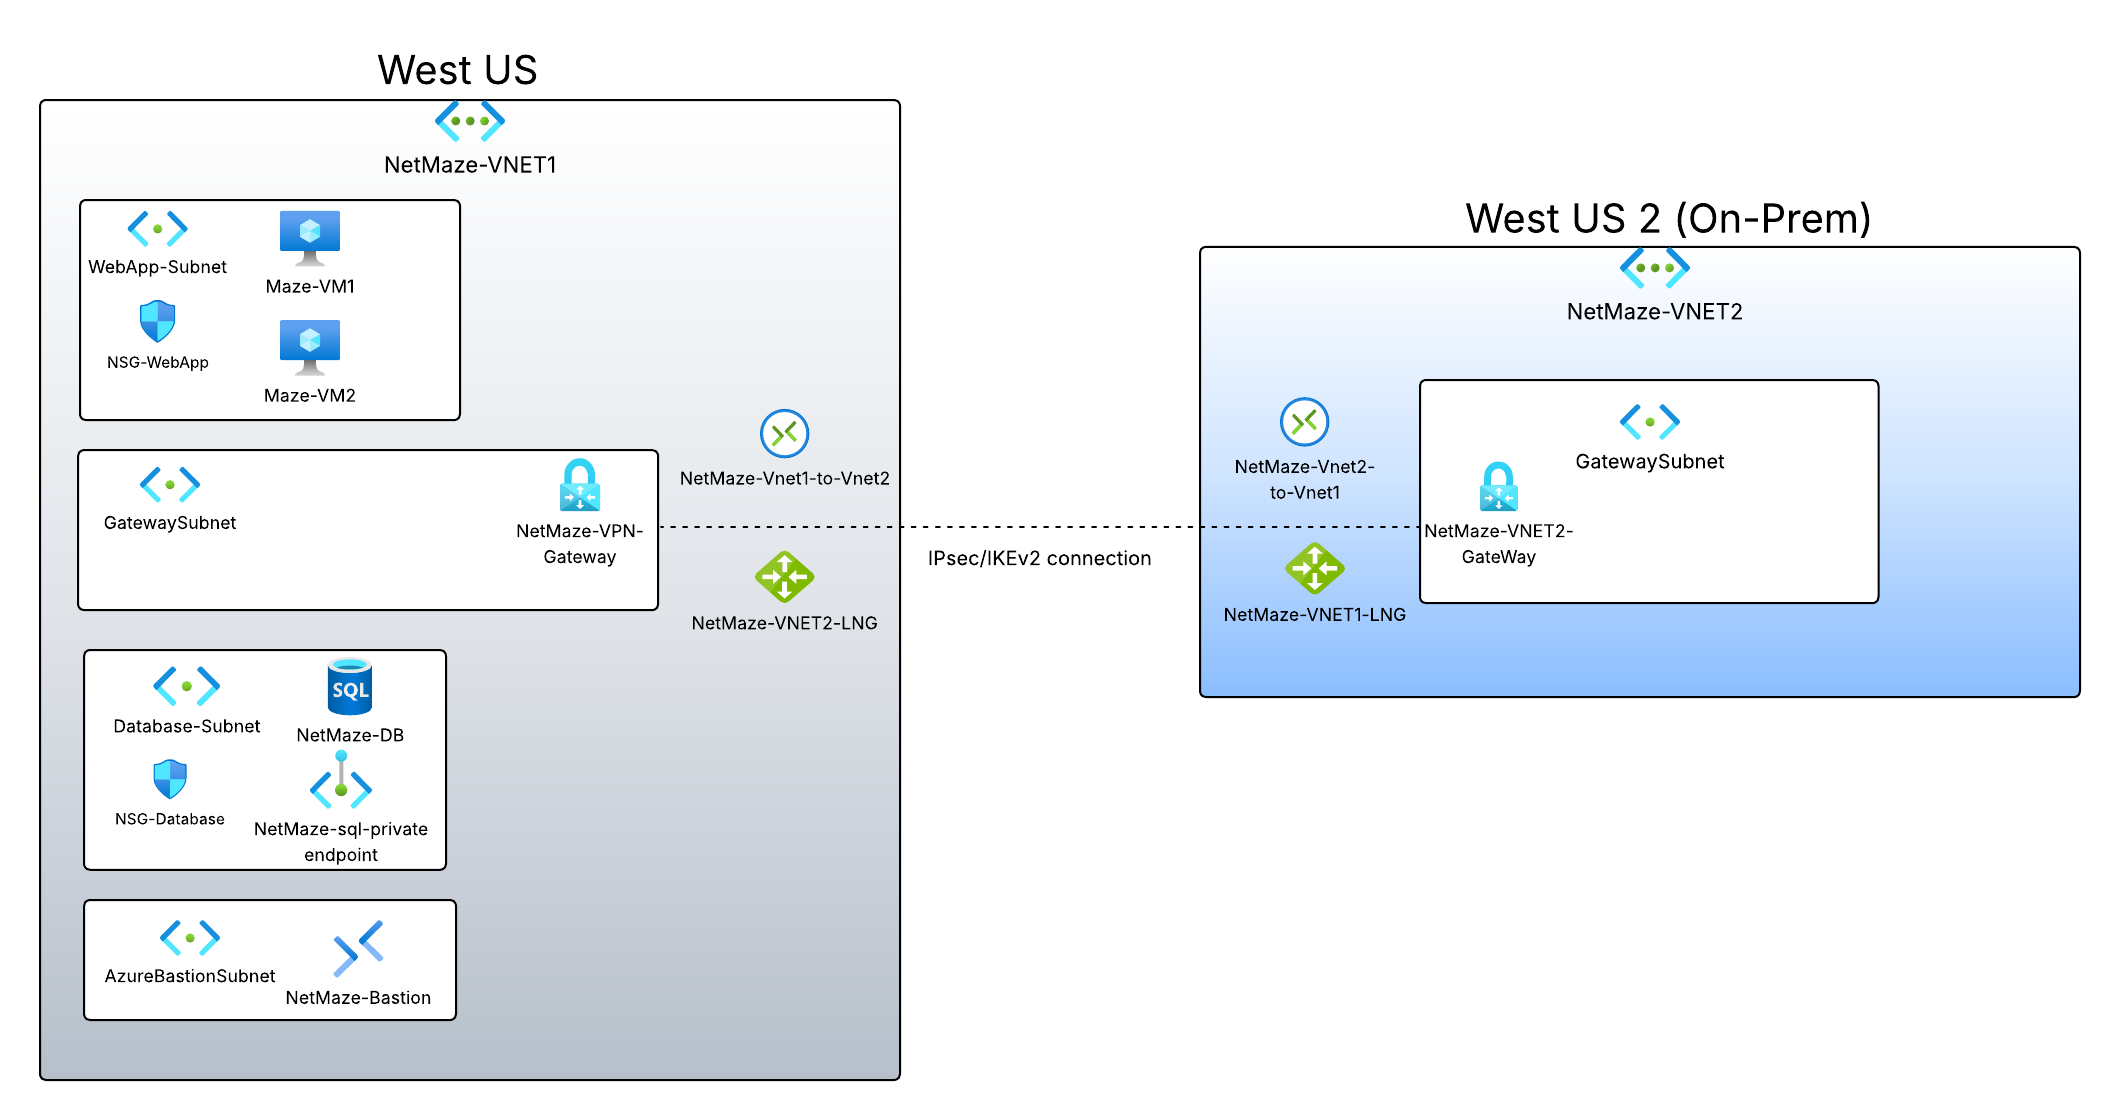 West US
NetMaze-VNET1
WebApp-Subnet
Maze-VM1
NSG-WebApp
Maze-VM2
GatewaySubnet
NetMaze-VPN-
Gateway
NetMaze-Vnet1-to-Vnet2
NetMaze-VNET2-LNG
Database-Subnet
SQL
NetMaze-DB
NSG-Database
NetMaze-sql-private
endpoint
AzureBastionSubnet
NetMaze-Bastion
IPsec/IKEv2 connection
West US 2 (On-Prem)
NetMaze-VNET2
NetMaze-Vnet2-
to-Vnet1
NetMaze-VNET1-LNG
GatewaySubnet
NetMaze-VNET2-
GateWay